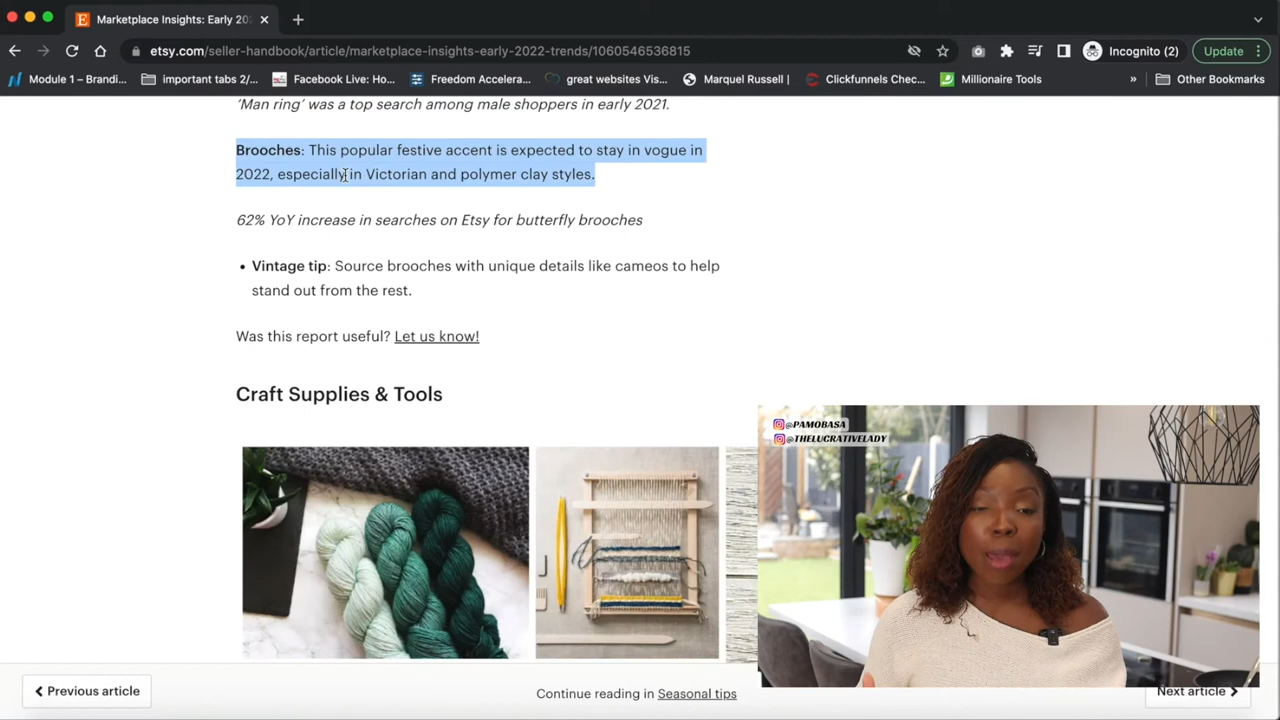 Marketplace Insights: Early 202
etsy.com/seller-handbook/article/marketplace-insights-early-2022-trends/1060546536815
Incognito (2)
Update
Module 1 – Brandi...
important tabs 2/...
Facebook Live: Ho...
Freedom Accelera...
great websites Vis...
Marquel Russell |
Clickfunnels Chec...
Millionaire Tools
»
Other Bookmarks
'Man ring' was a top search among male shoppers in early 2021.
Brooches: This popular festive accent is expected to stay in vogue in
2022, especially in Victorian and polymer clay styles.
62% YoY increase in searches on Etsy for butterfly brooches
• Vintage tip: Source brooches with unique details like cameos to help
stand out from the rest.
Was this report useful? Let us know!
Craft Supplies & Tools
@PAMOBASA
@THELUCRATIVELADY
Previous article
Continue reading in Seasonal tips
Next article